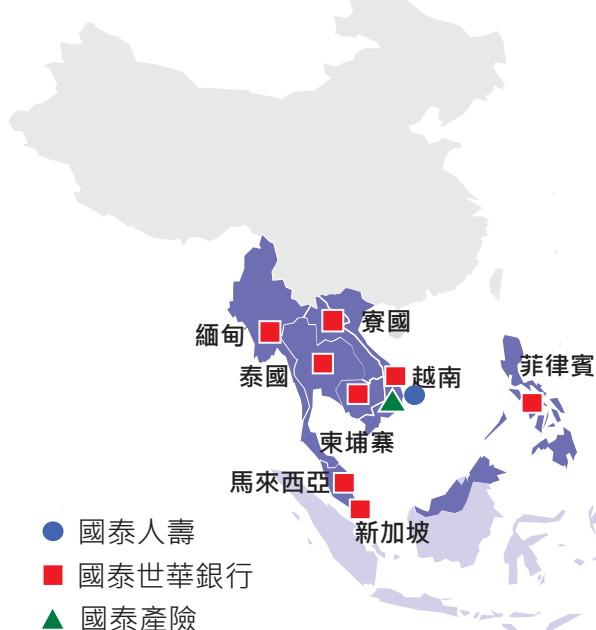 寮國
緬甸
菲律賓
泰國
越南
柬埔寨
馬來西亞
新加坡
國泰人壽
國泰世華銀行
國泰產險